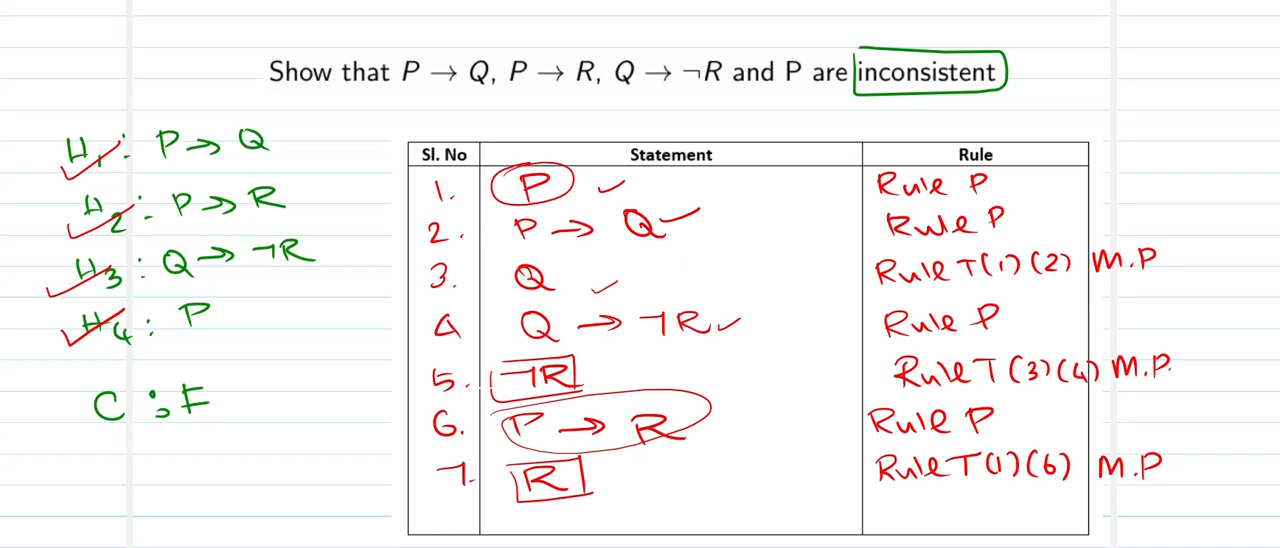 Show that P → Q, P → R, Q → ¬R and P are inconsistent
H1 : P → Q
H2 : P → R
H3 : Q → ¬R
H4 : P
C : F
Sl. No Statement Rule
1. P Rule P
2. P → Q Rule P
3. Q Rule T (1) (2) M.P
4 Q → ¬R Rule P
5. ¬R Rule T (3) (4) M.P.
6. P → R Rule P
7. R Rule T (1) (6) M.P